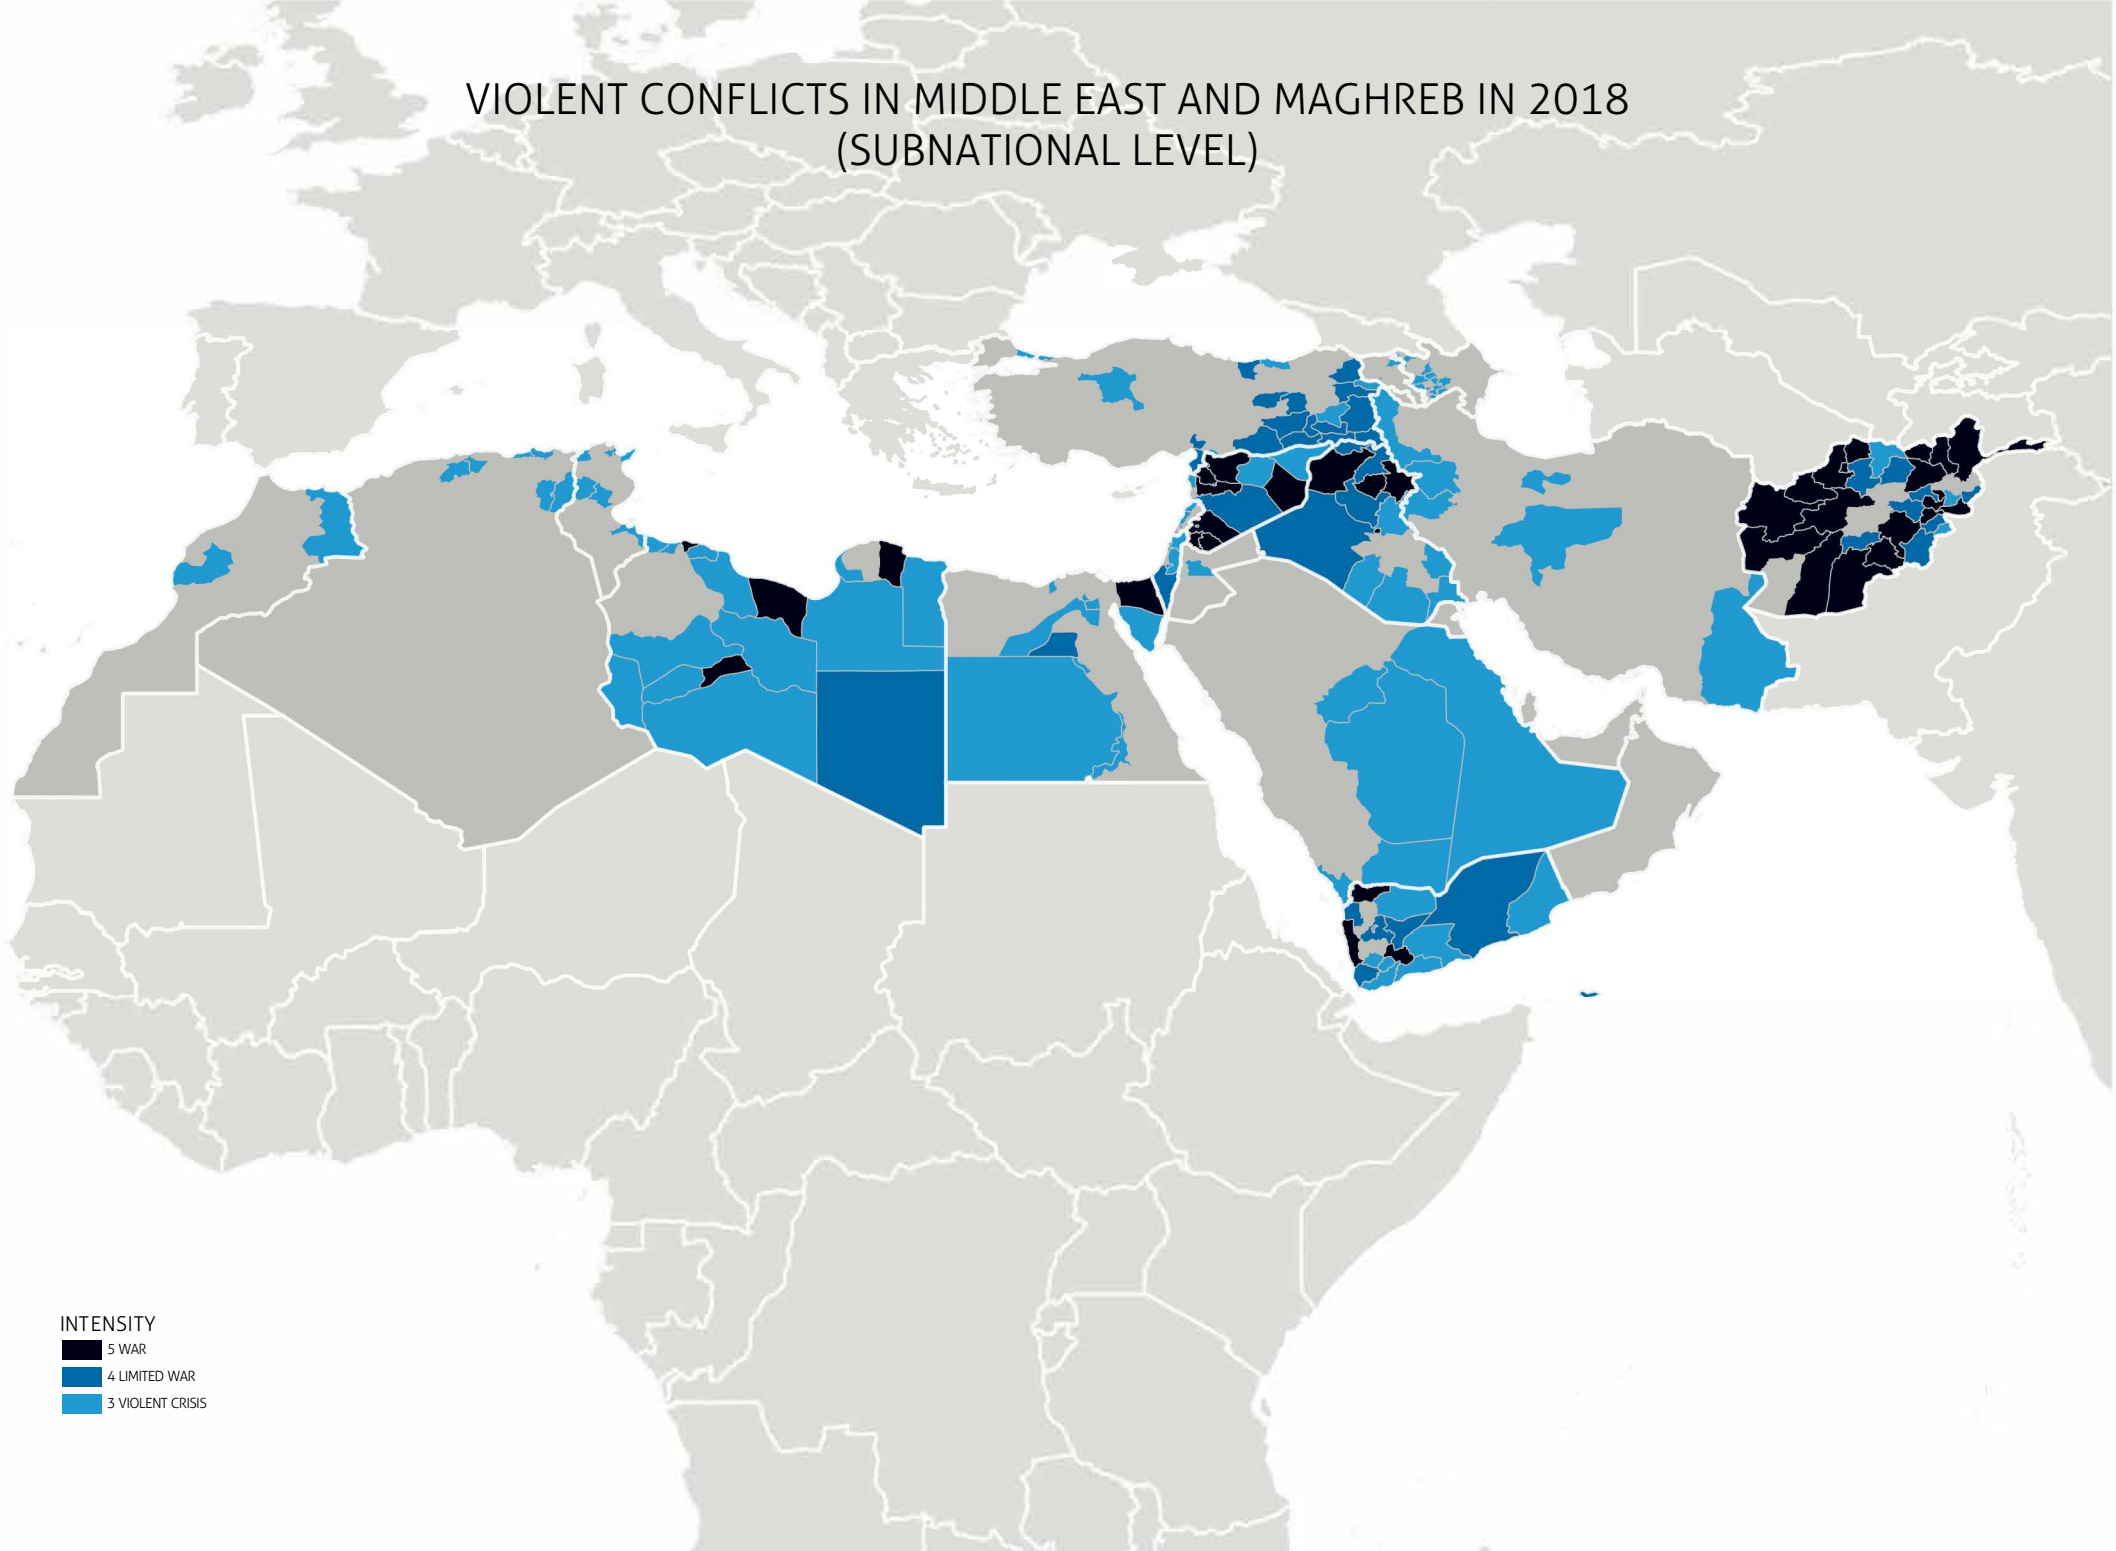 VIOLENT CONFLICTS IN MIDDLE EAST AND MAGHREB IN 2018
(SUBNATIONAL LEVEL)
INTENSITY
5 WAR
4 LIMITED WAR
3 VIOLENT CRISIS